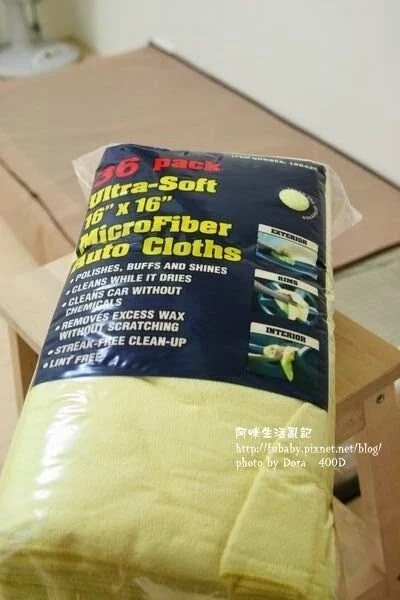 36 pack
Ultra-Soft
16" x 16"
MicroFiber
Auto Cloths
• POLISHES, BUFFS AND SHINES
• CLEANS WHILE IT DRIES
• CLEANS CAR WITHOUT
CHEMICALS
• REMOVES EXCESS WAX
WITHOUT SCRATCHING
• STREAK-FREE CLEAN-UP
• LINT FREE
ITEM NUMBER:
EXTERIOR
RIMS
INTERIOR
阿咪生活亂記
http://fubaby.pixnet.net/blog/
photo by Dora 400D